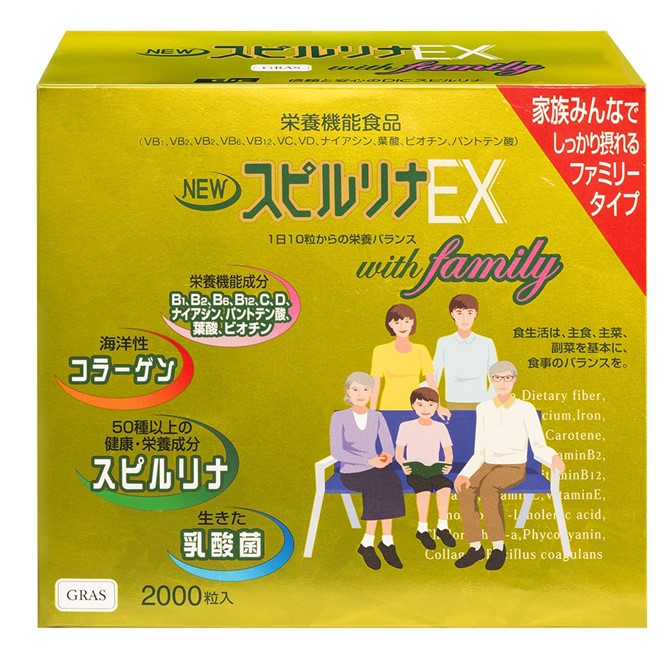 NEW スピルリナEX
GRAS with family
DIC 信頼と安心のDICスピルリナ
家族みんなで
しっかり摂れる
ファミリー
タイプ
栄養機能食品
(VB1,VB2,VB2,VB6,VB12,VC,VD,ナイアシン,葉酸,ビオチン,パントテン酸)
NEW スピルリナEX
1日10粒からの栄養バランス
with family
栄養機能成分
B1、B2、B6、B12、C、D、
ナイアシン、パントテン酸、
葉酸、ビオチン
海洋性
コラーゲン
50種以上の
健康・栄養成分
スピルリナ
生きた
乳酸菌
食生活は、主食、主菜、
副菜を基本に、
食事のバランスを。
Dietary fiber,
cium,Iron,
Carotene,
aminB2,
taminB12,
C,VitaminE,
-Linolenic acid,
-a,Phycocyanin,
Colla Bacillus coagulans
GRAS
2000粒入